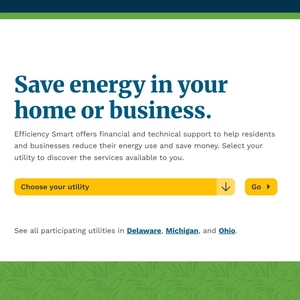 Save energy in your
home or business.
Efficiency Smart offers financial and technical support to help residents
and businesses reduce their energy use and save money. Select your
utility to discover the services available to you.
Choose your utility
Go
See all participating utilities in Delaware, Michigan, and Ohio.